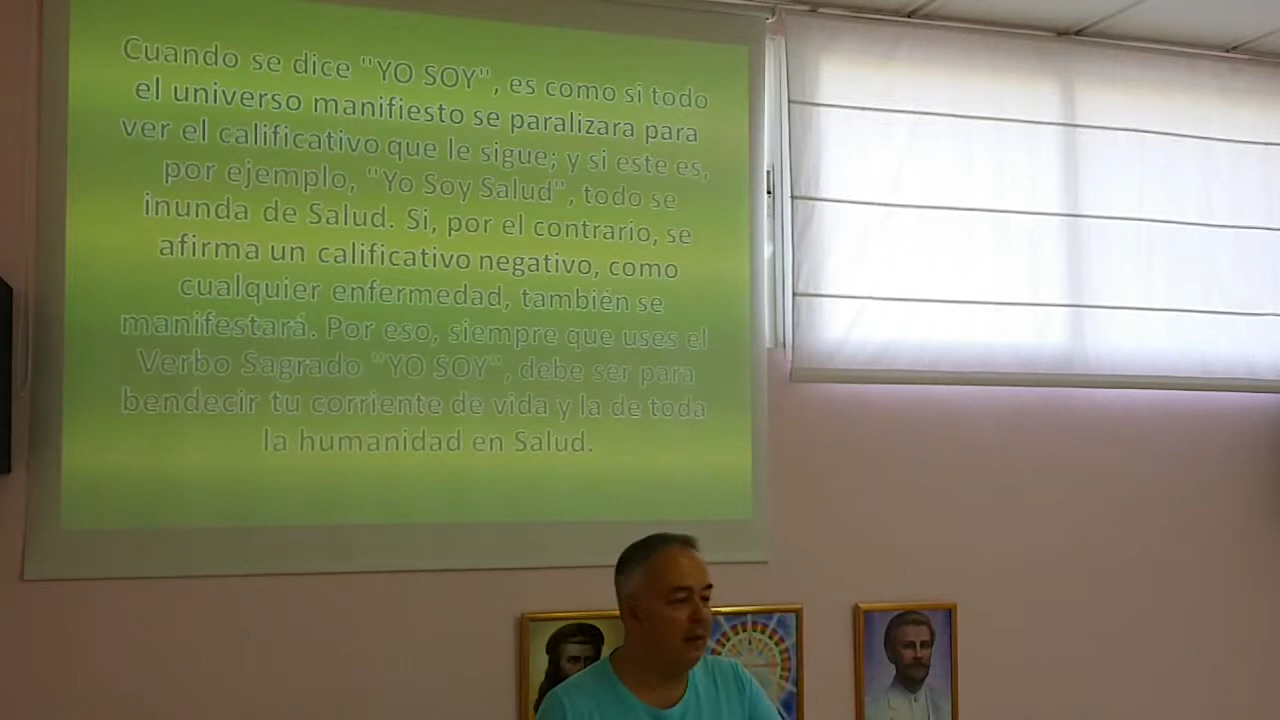 Cuando se dice "YO SOY", es como si todo
el universo manifiesto se paralizara para
ver el calificativo que le sigue; y si este es,
por ejemplo, "Yo Soy Salud", todo se
inunda de Salud. Si, por el contrario, se
afirma un calificativo negativo, como
cualquier enfermedad, también se
manifestará. Por eso, siempre que uses el
Verbo Sagrado "YO SOY", debe ser para
bendecir tu corriente de vida y la de toda
la humanidad en Salud.